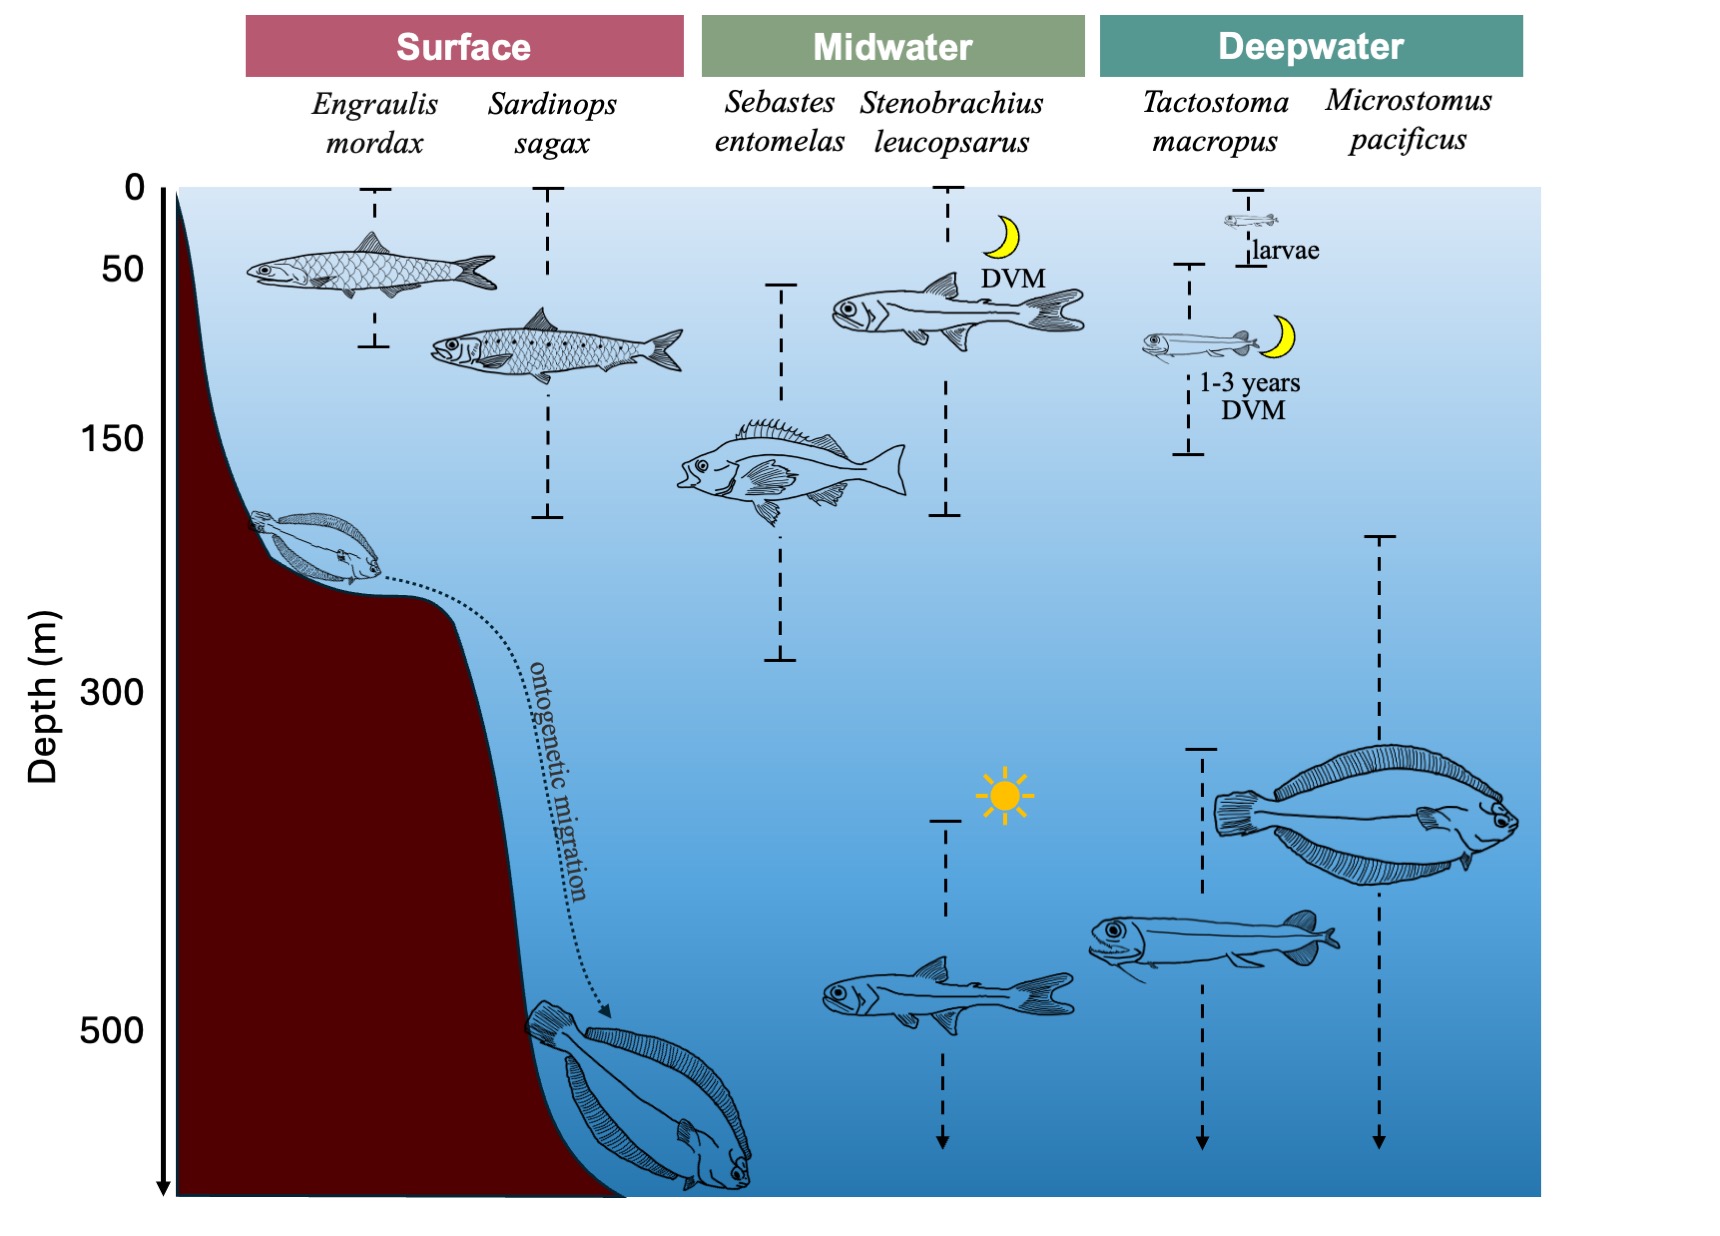 Surface
Midwater
Deepwater
Engraulis
mordax
Sardinops
sagax
Sebastes
entomelas
Stenobrachius
leucopsarus
Tactostoma
macropus
Microstomus
pacificus
0
50
150
300
500
Depth (m)
DVM
larvae
1-3 years
DVM
ontogenetic migration